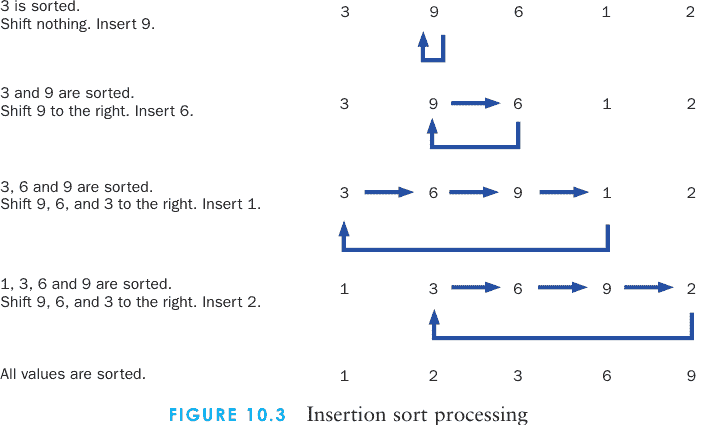 3 is sorted.
Shift nothing. Insert 9.
3 9 6 1 2
3 and 9 are sorted.
Shift 9 to the right. Insert 6.
3 9 6 1 2
3, 6 and 9 are sorted.
Shift 9, 6, and 3 to the right. Insert 1.
3 6 9 1 2
1, 3, 6 and 9 are sorted.
Shift 9, 6, and 3 to the right. Insert 2.
1 3 6 9 2
All values are sorted.
1 2 3 6 9
FIGURE 10.3 Insertion sort processing